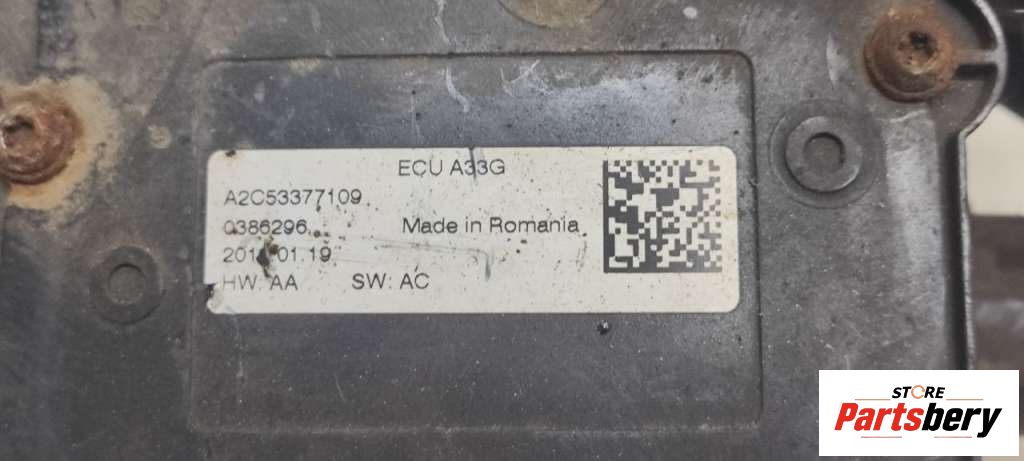 ECU A33G
A2C53377109
0386296 Made in Romania
01.19
HW: AA SW: AC
STORE
Partsbery